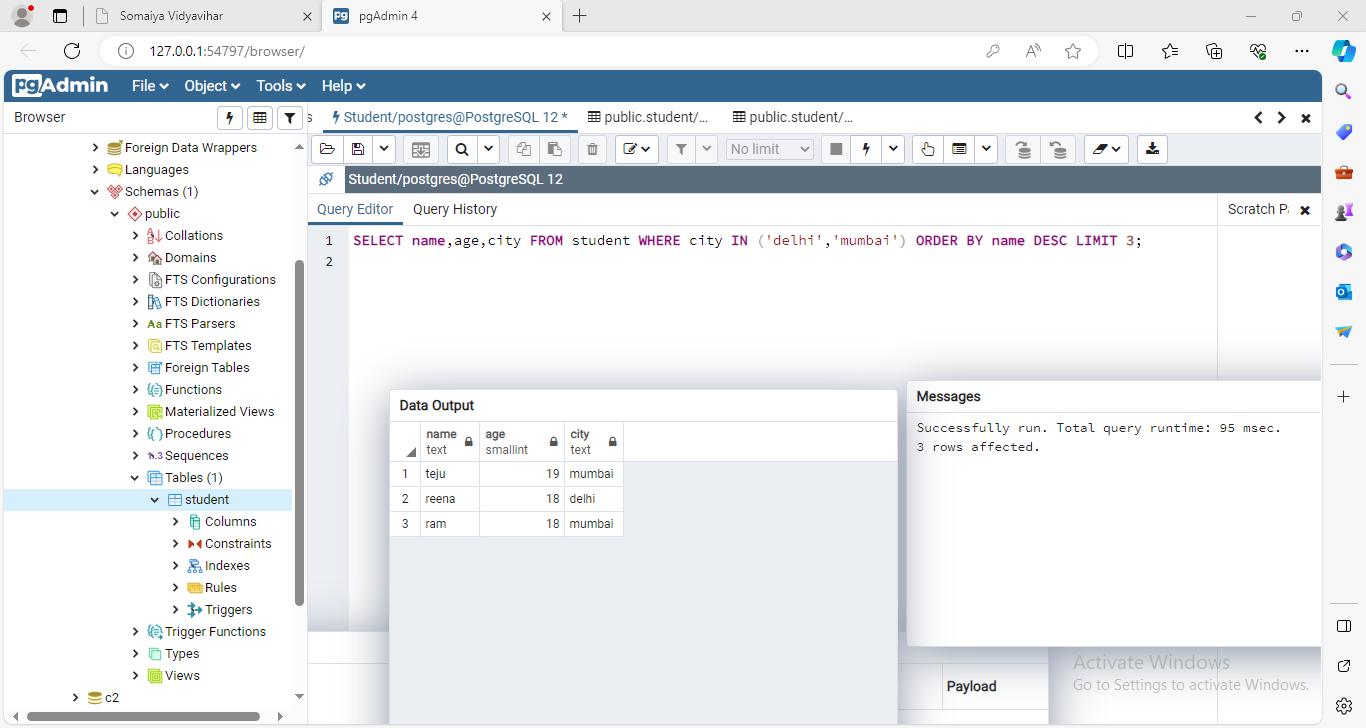 Somaiya Vidyavihar
pgAdmin 4
127.0.0.1:54797/browser/
pgAdmin File Object Tools Help
Browser
s Student/postgres@PostgreSQL 12 * public.student/... public.student/...
No limit
Student/postgres@PostgreSQL 12
Query Editor Query History
Scratch P
1 SELECT name,age,city FROM student WHERE city IN ('delhi','mumbai') ORDER BY name DESC LIMIT 3;
2
Foreign Data Wrappers
Languages
Schemas (1)
public
Collations
Domains
FTS Configurations
FTS Dictionaries
Aa FTS Parsers
FTS Templates
Foreign Tables
Functions
Materialized Views
Procedures
1..3 Sequences
Tables (1)
student
Columns
Constraints
Indexes
Rules
Triggers
Trigger Functions
Types
Views
c2
Data Output
name text age smallint city text
1 teju 19 mumbai
2 reena 18 delhi
3 ram 18 mumbai
Messages
Successfully run. Total query runtime: 95 msec.
3 rows affected.
Payload
Activate Windows
Go to Settings to activate Windows.